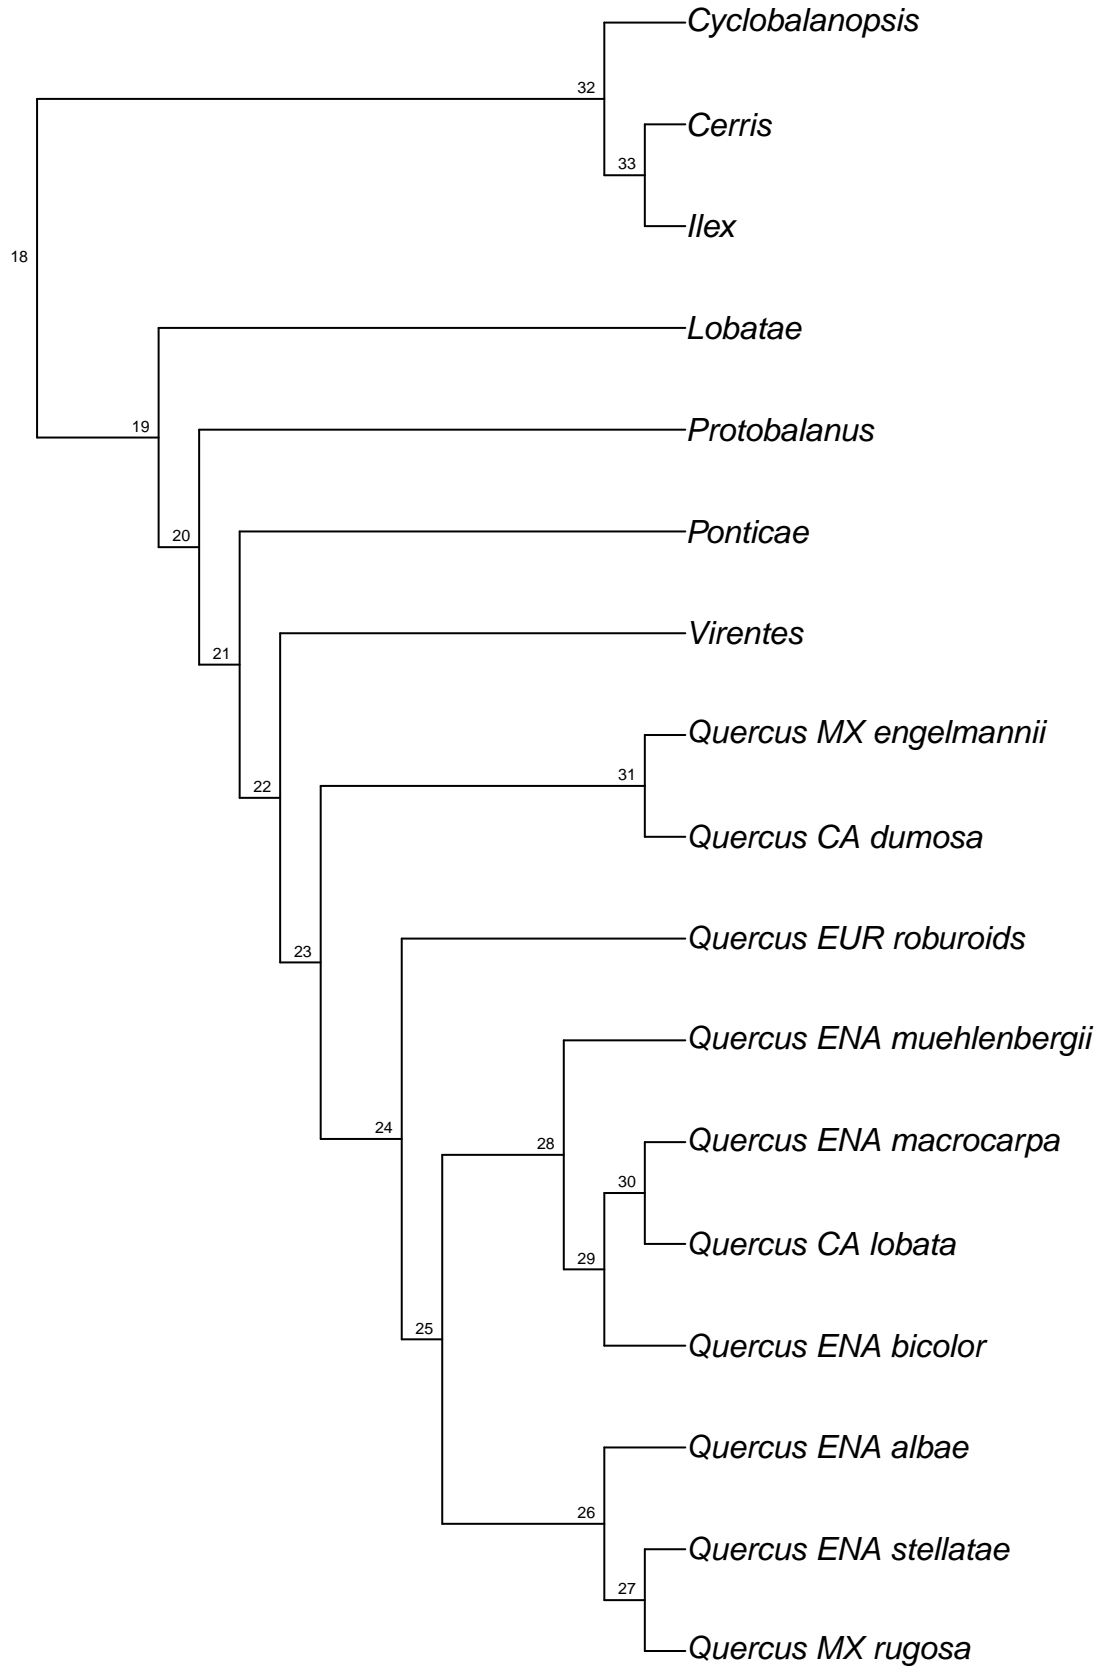 Cyclobalanopsis
32
Cerris
33
Ilex
18
Lobatae
19
Protobalanus
20
Ponticae
21
Virentes
22
Quercus MX engelmannii
31
Quercus CA dumosa
23
Quercus EUR roburoids
24
Quercus ENA muehlenbergii
28
Quercus ENA macrocarpa
30
Quercus CA lobata
29
25
Quercus ENA bicolor
Quercus ENA albae
26
Quercus ENA stellatae
27
Quercus MX rugosa